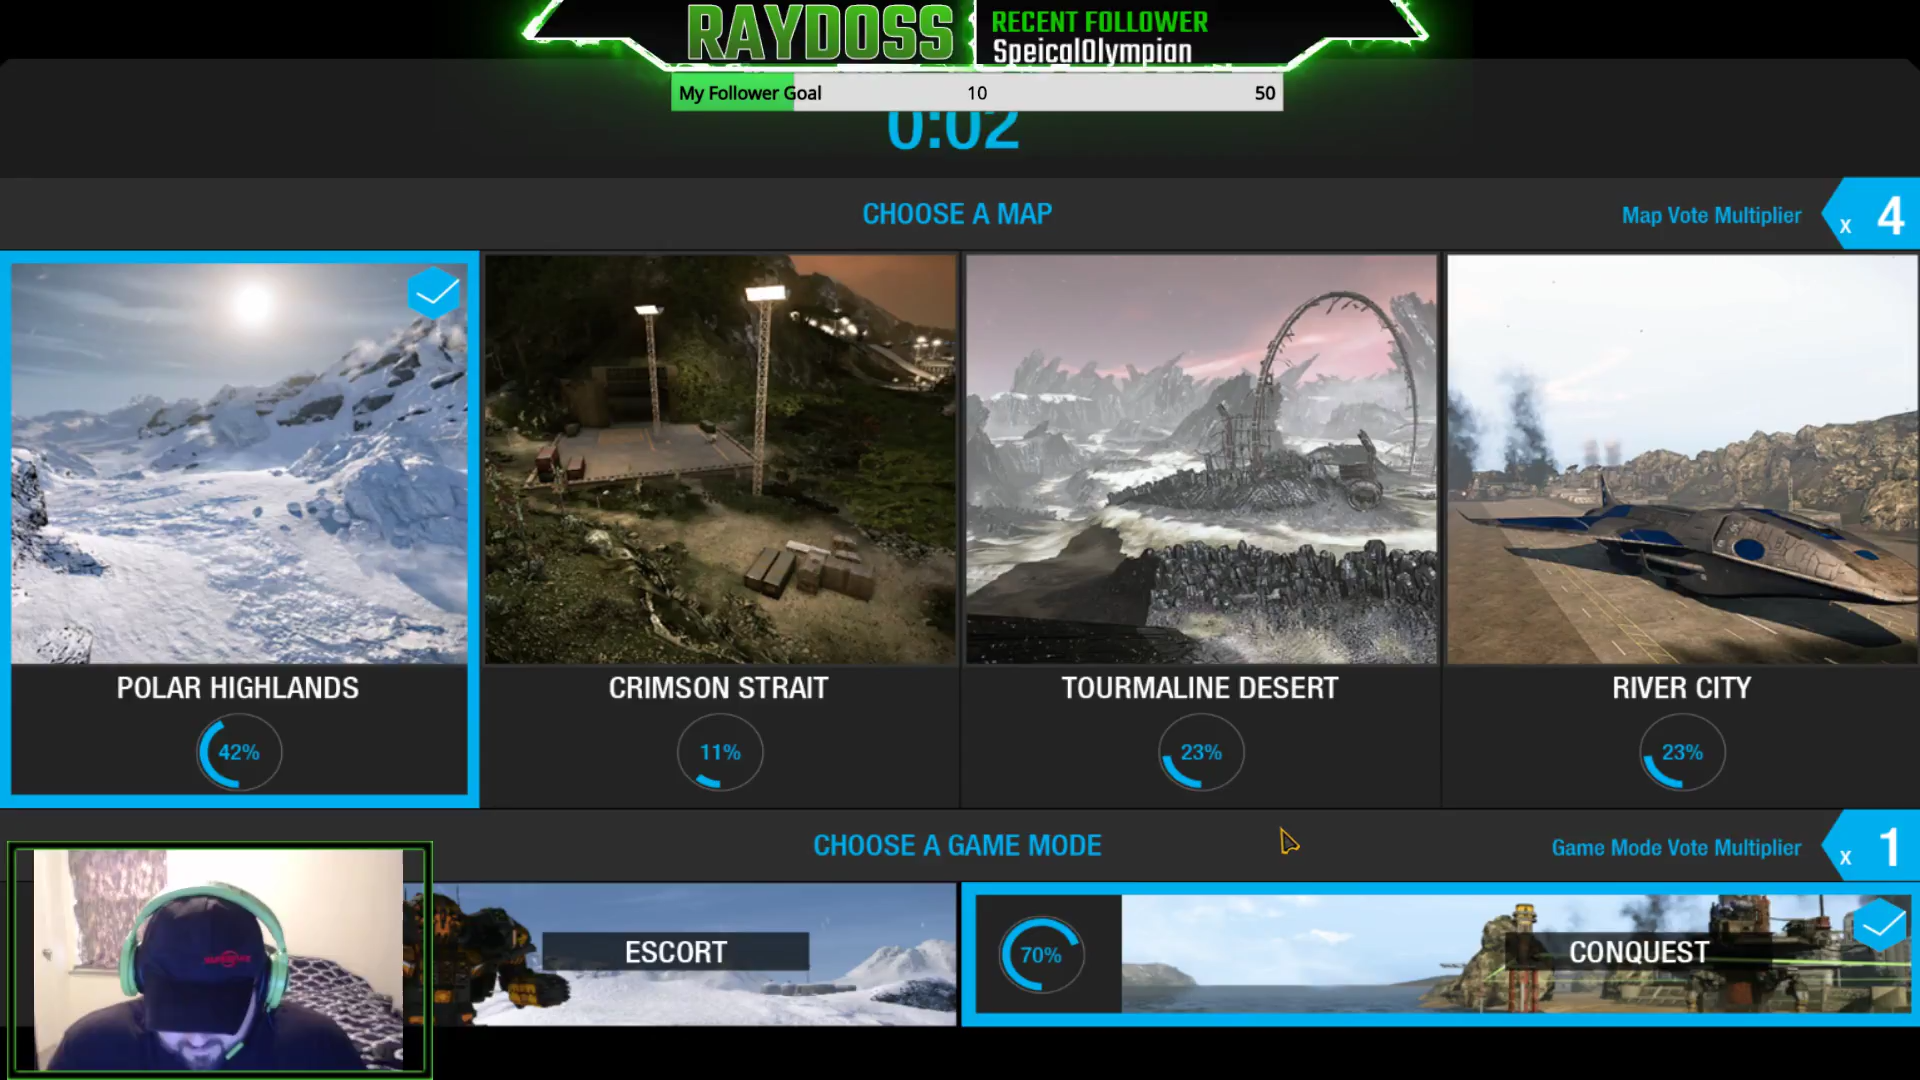 RAYDOSS
RECENT FOLLOWER
SpeicalOlympian
My Follower Goal 10 50
0:02
CHOOSE A MAP
Map Vote Multiplier x 4
POLAR HIGHLANDS
CRIMSON STRAIT
TOURMALINE DESERT
RIVER CITY
42%
11%
23%
23%
CHOOSE A GAME MODE
Game Mode Vote Multiplier x 1
ESCORT
70%
CONQUEST